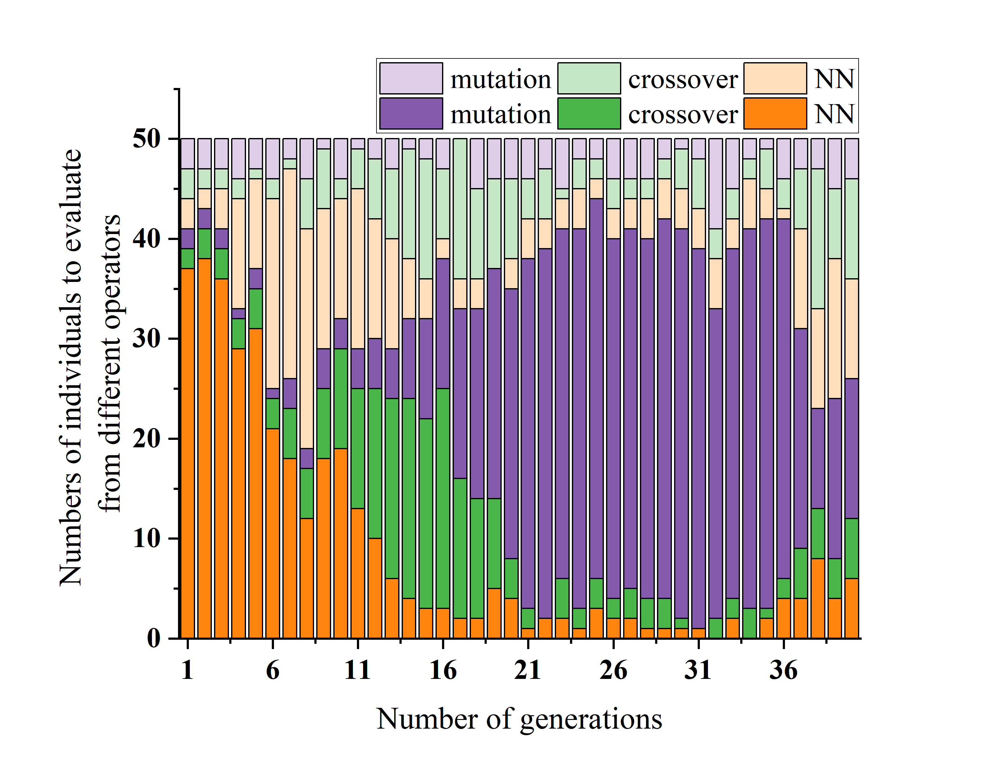 mutation crossover NN
mutation crossover NN
Numbers of individuals to evaluate
from different operators
50
40
30
20
10
0
1 6 11 16 21 26 31 36
Number of generations